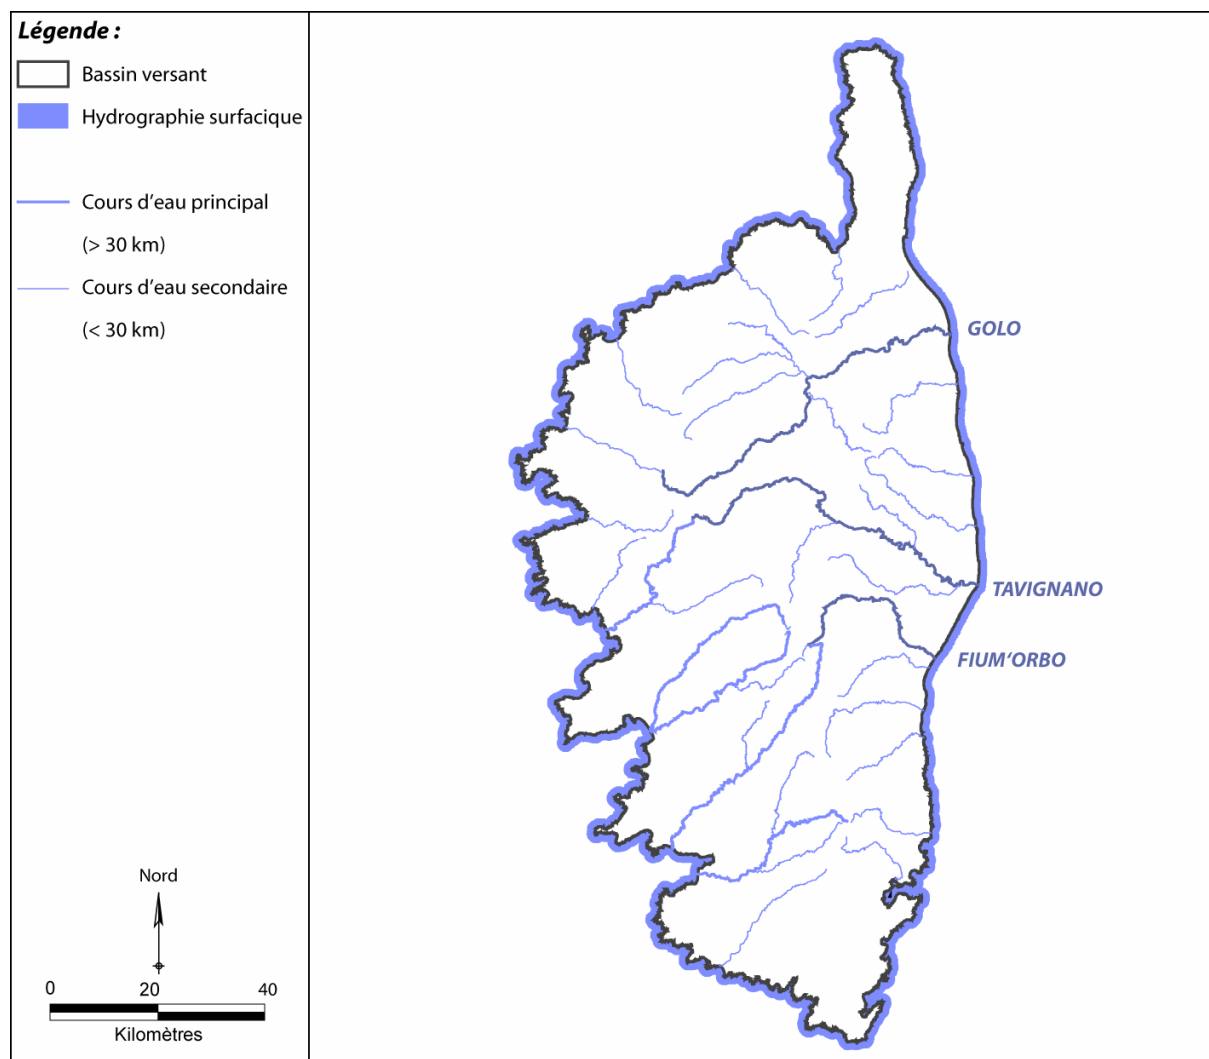 Légende :
Bassin versant
Hydrographie surfacique
Cours d’eau principal
(> 30 km)
Cours d’eau secondaire
(< 30 km)
GOLO
TAVIGNANO
FIUM’ORBO
Nord
0 20 40
Kilomètres